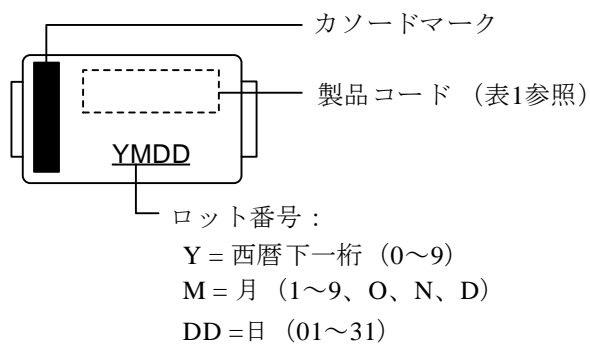 カソードマーク
製品コード （表1参照）
YMDD
ロット番号：
Y = 西暦下一桁（0～9）
M = 月（1～9、O、N、D）
DD =日（01～31）